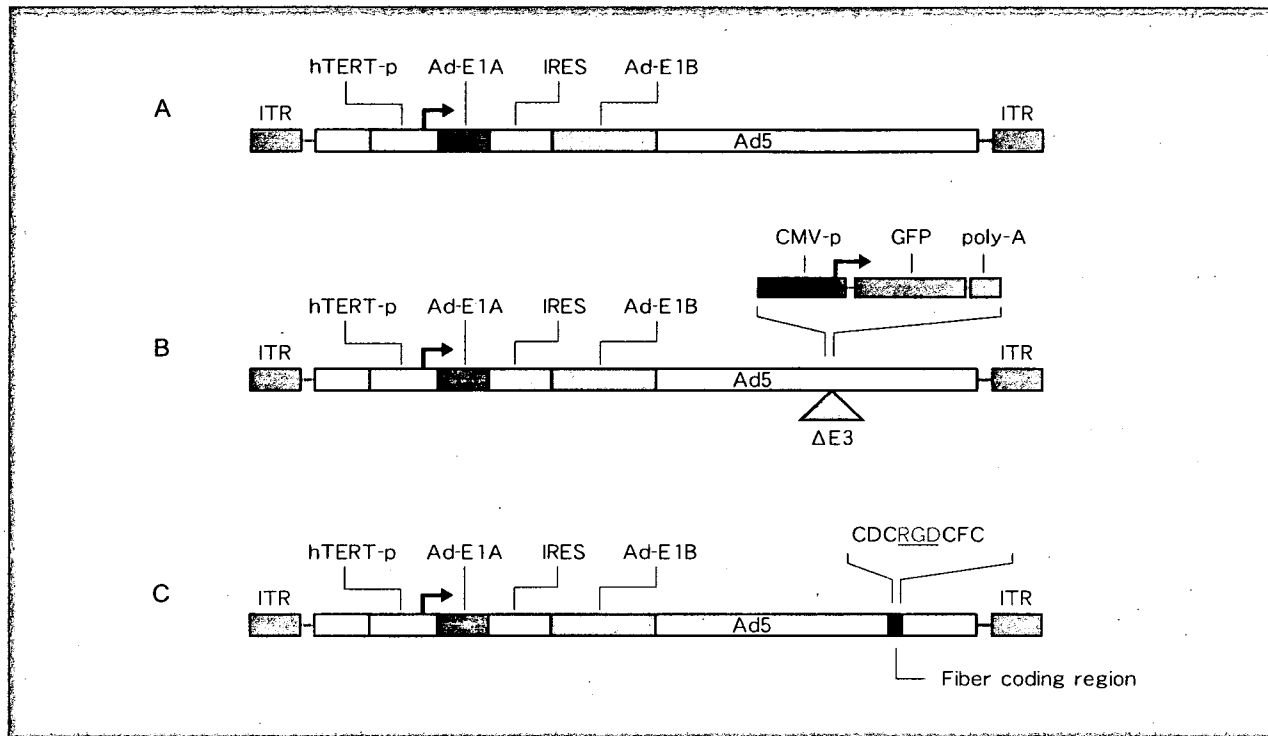 hTERT-p Ad-E1A IRES Ad-E1B
A
ITR ITR
Ad5
CMV-p GFP poly-A
hTERT-p Ad-E1A IRES Ad-E1B
B
ITR ITR
Ad5
ΔE3
CDCRGDCFC
hTERT-p Ad-E1A IRES Ad-E1B
C
ITR ITR
Ad5
Fiber coding region